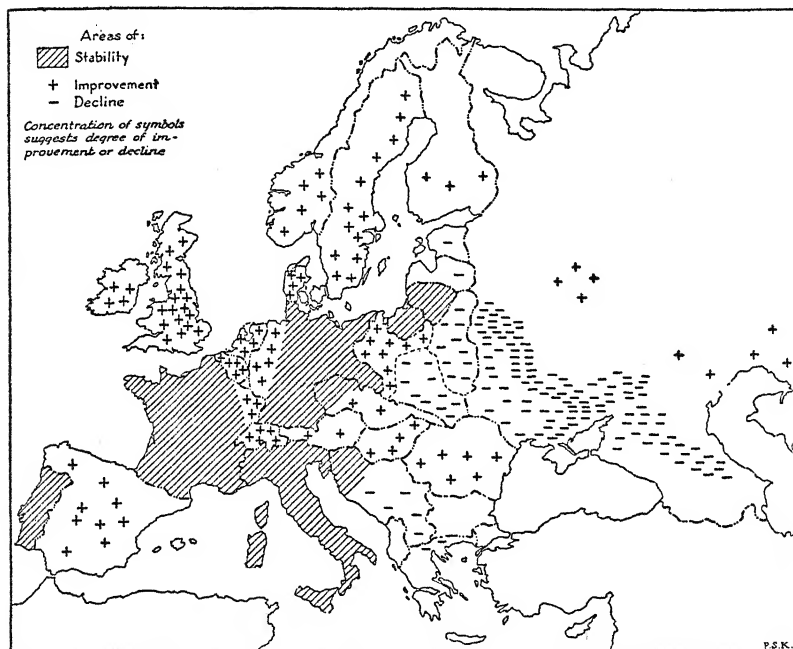 Areas of:
Stability
+ Improvement
- Decline
Concentration of symbols
suggests degree of im-
provement or decline
P.S.K.